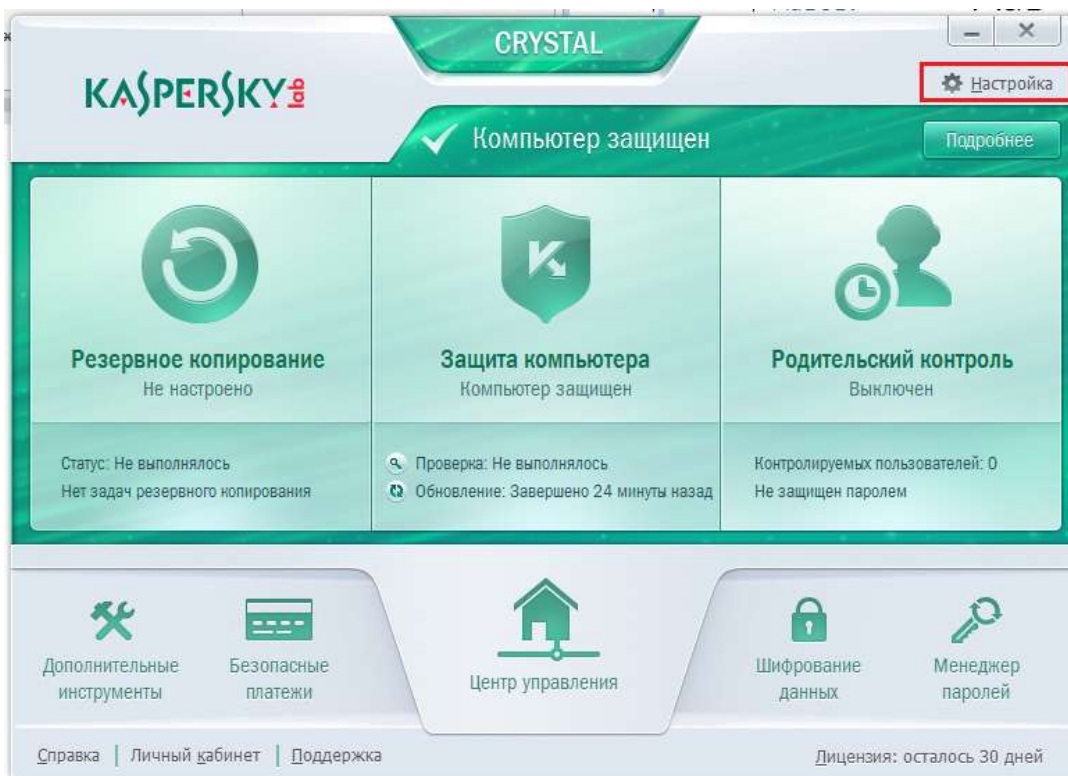 CRYSTAL
KASPERSKY lab
Настройка
Компьютер защищен
Подробнее
Резервное копирование
Не настроено
Статус: Не выполнялось
Нет задач резервного копирования
Защита компьютера
Компьютер защищен
Проверка: Не выполнялось
Обновление: Завершено 24 минуты назад
Родительский контроль
Выключен
Контролируемых пользователей: 0
Не защищен паролем
Дополнительные
инструменты
Безопасные
платежи
Центр управления
Шифрование
данных
Менеджер
паролей
Справка | Личный кабинет | Поддержка
Лицензия: осталось 30 дней